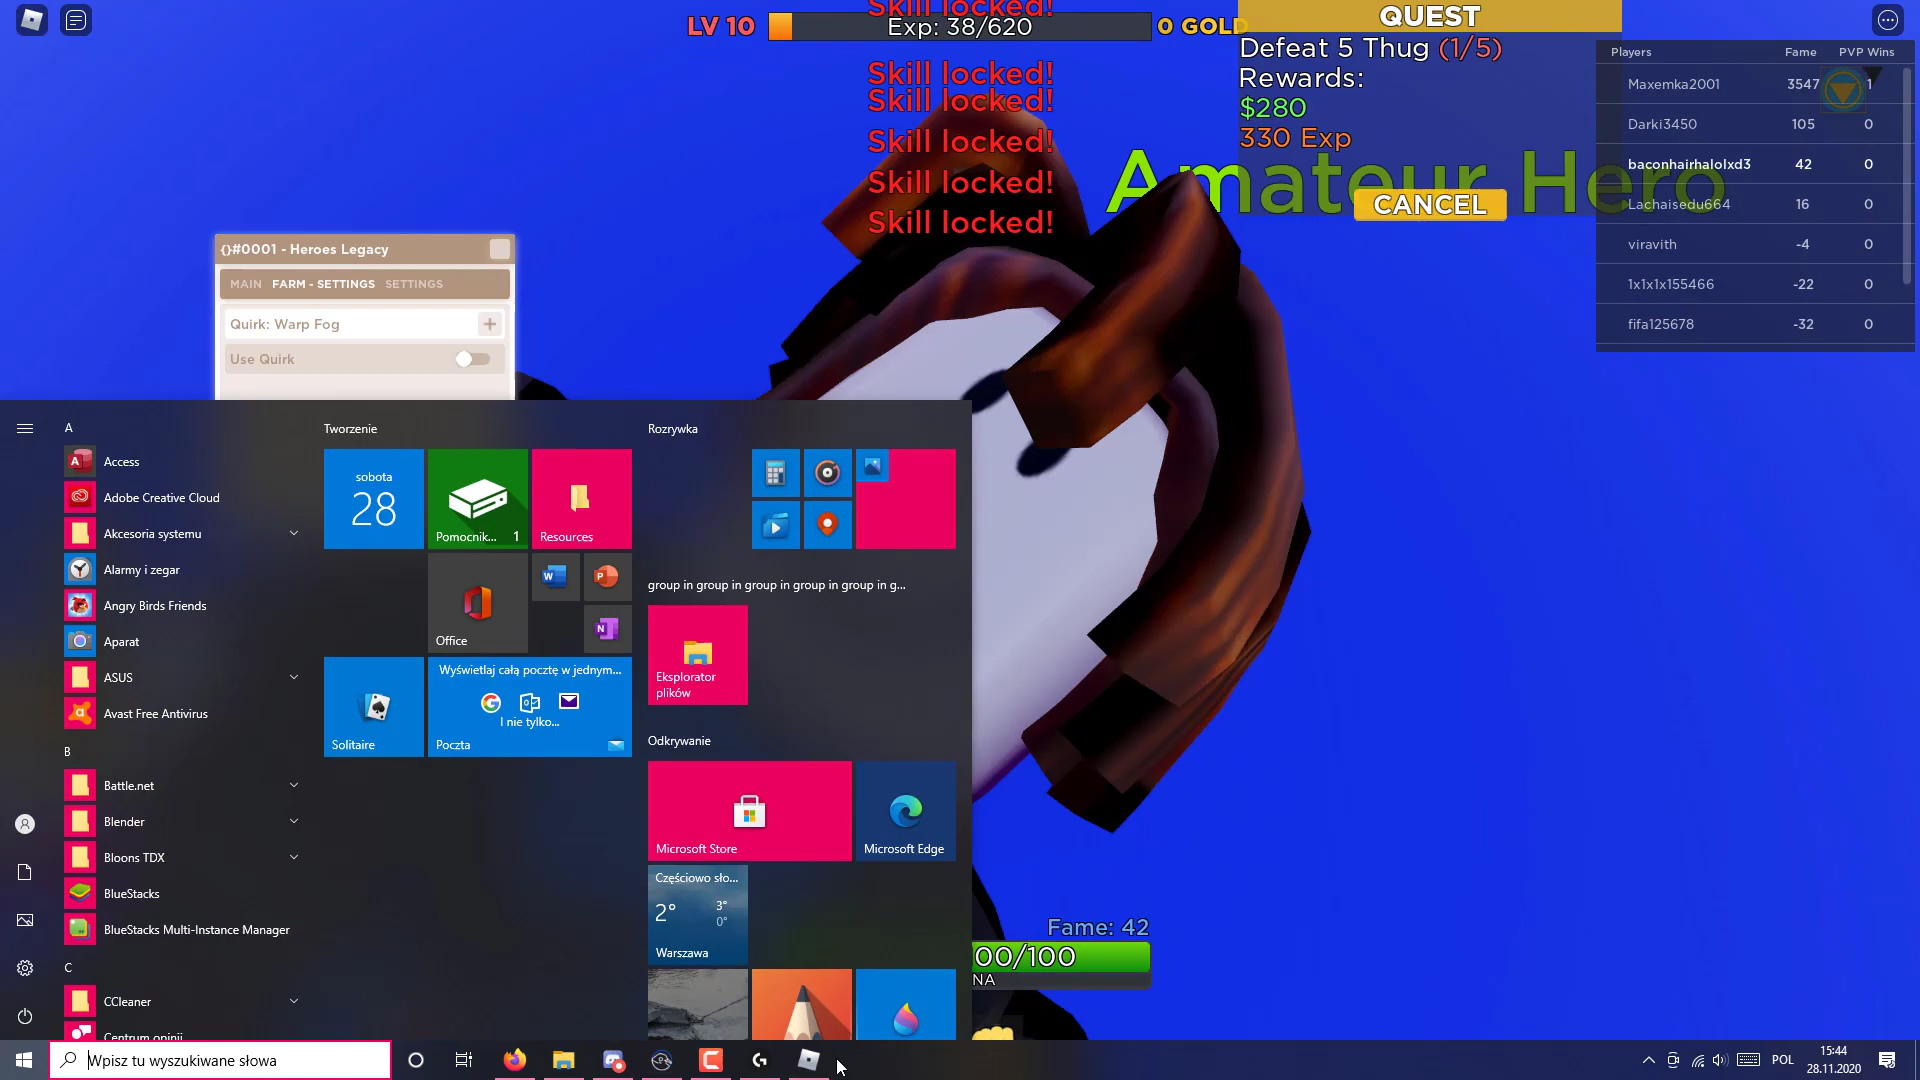 Skill locked!
LV 10
Exp: 38/620
0 GOLD
Skill locked!
Skill locked!
Skill locked!
Skill locked!
Skill locked!
QUEST
Defeat 5 Thug (1/5)
Rewards:
$280
330 Exp
Amateur Hero
CANCEL
Players Fame PVP Wins
Maxemka2001 3547 1
Darki3450 105 0
baconhairhalolxd3 42 0
Lachaisedu664 16 0
viravith -4 0
1x1x1x155466 -22 0
fifa125678 -32 0
{}#0001 - Heroes Legacy
MAIN FARM - SETTINGS SETTINGS
Quirk: Warp Fog
Use Quirk
A
Access
Adobe Creative Cloud
Akcesoria systemu
Alarmy i zegar
Angry Birds Friends
Aparat
ASUS
Avast Free Antivirus
B
Battle.net
Blender
Bloons TDX
BlueStacks
BlueStacks Multi-Instance Manager
C
CCleaner
Centrum opinii
Tworzenie
sobota
28
Pomocnik... 1
Resources
Office
Solitaire
Wyświetlaj całą pocztę w jednym...
I nie tylko...
Poczta
Rozrywka
group in group in group in group in group in g...
Eksplorator
plików
Odkrywanie
Microsoft Store
Microsoft Edge
Częściowo sło...
2° 3°
0°
Warszawa
Fame: 42
00/100
NA
Wpisz tu wyszukiwane słowa
POL
15:44
28.11.2020